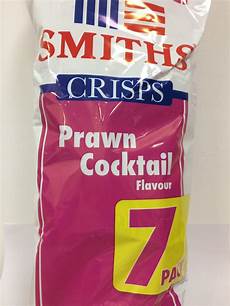 SMITHS
CRISPS
Prawn
Cocktail
Flavour
7
PACK